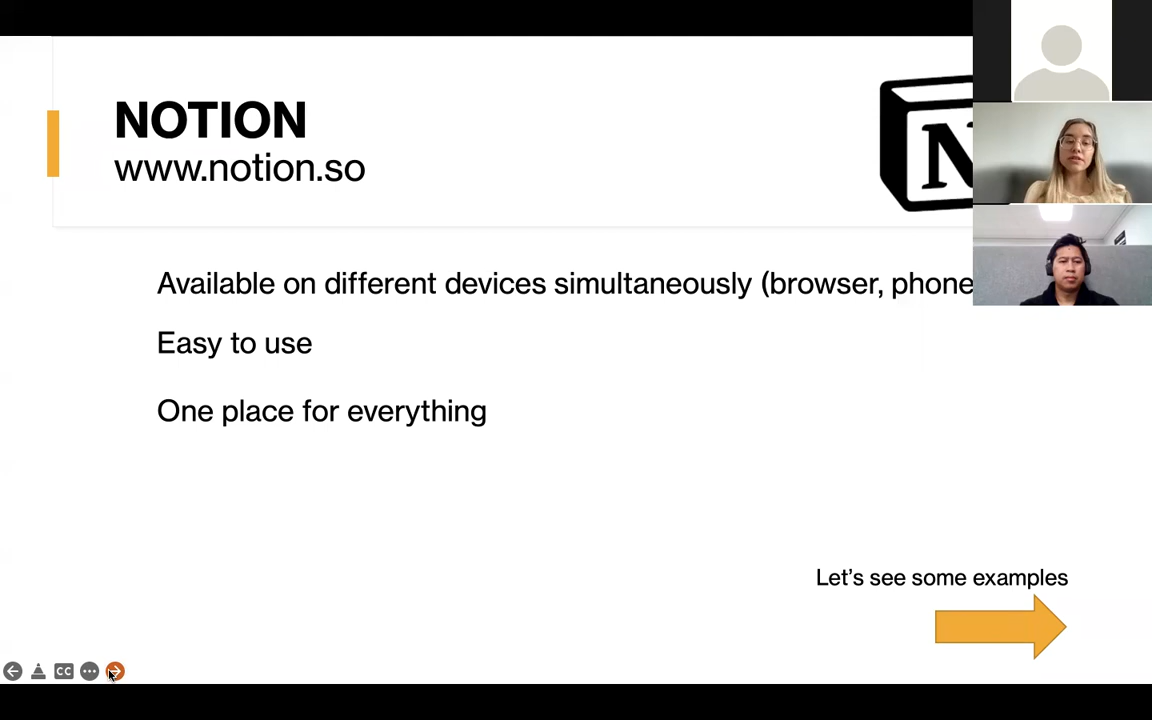 NOTION
www.notion.so
N
Available on different devices simultaneously (browser, phone
Easy to use
One place for everything
Let’s see some examples
CC